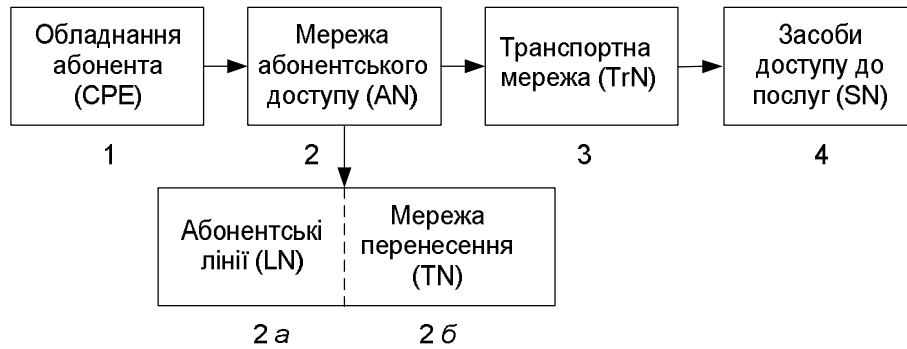 Обладнання
абонента
(CPE)
Мережа
абонентського
доступу (AN)
Транспортна
мережа (TrN)
Засоби
доступу до
послуг (SN)
1
2
3
4
Абонентські
лінії (LN)
Мережа
перенесення
(TN)
2 а
2 б